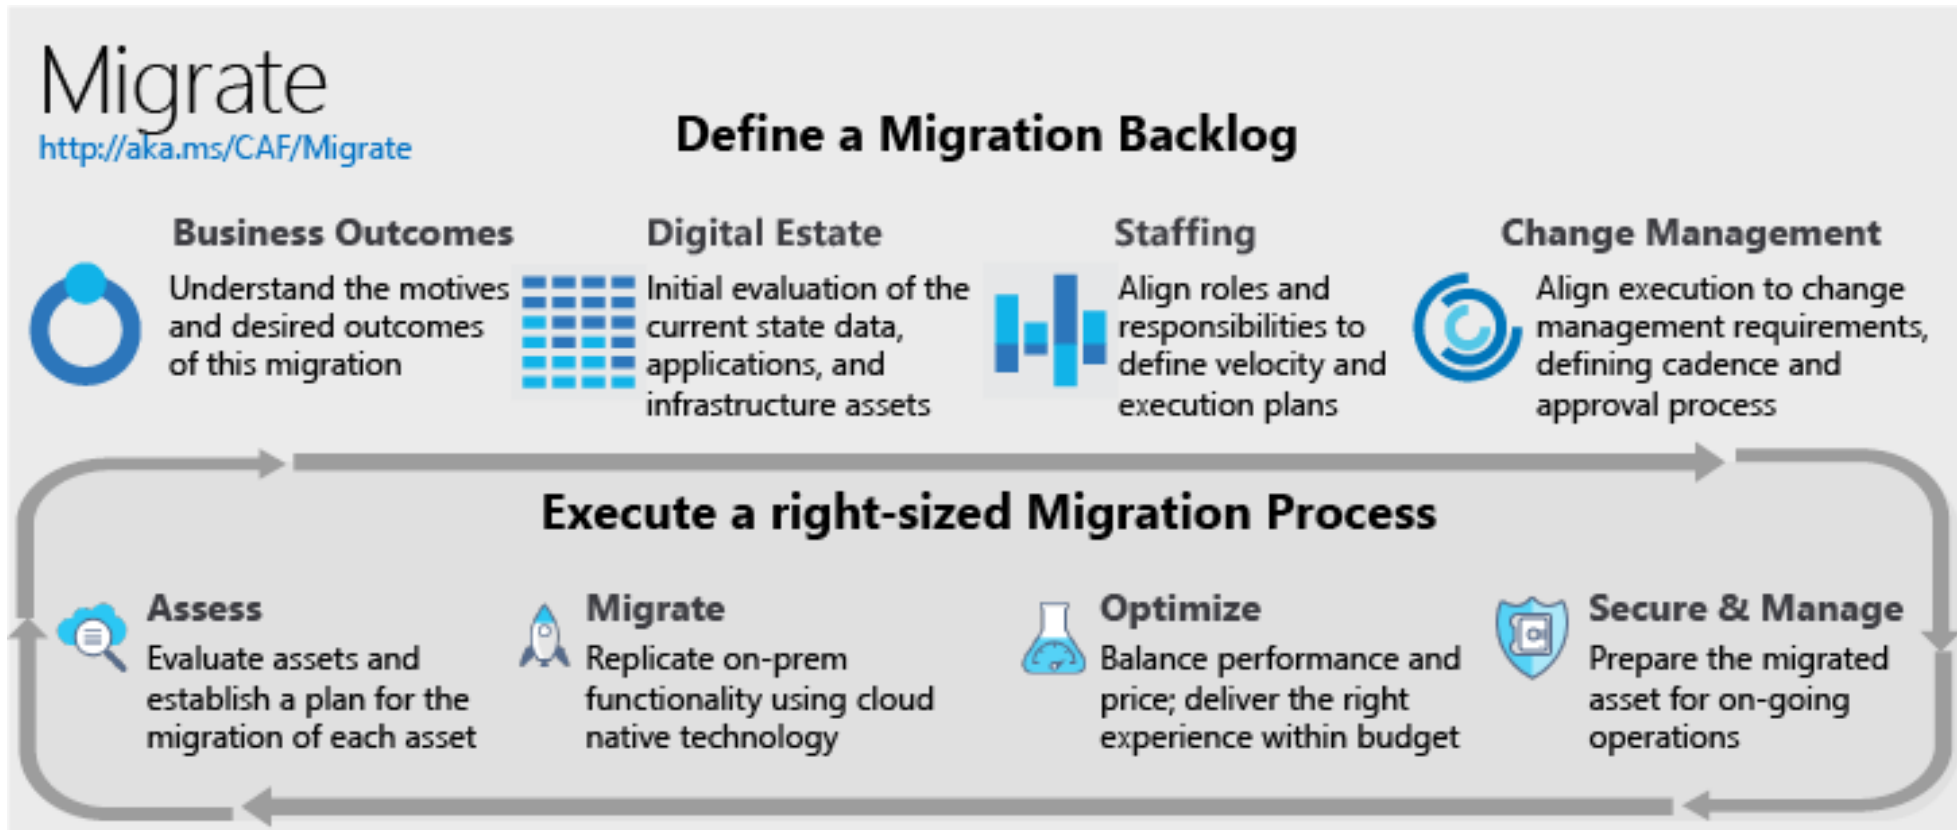 Migrate
http://aka.ms/CAF/Migrate
Define a Migration Backlog
Business Outcomes
Understand the motives
and desired outcomes
of this migration
Digital Estate
Initial evaluation of the
current state data,
applications, and
infrastructure assets
Staffing
Align roles and
responsibilities to
define velocity and
execution plans
Change Management
Align execution to change
management requirements,
defining cadence and
approval process
Execute a right-sized Migration Process
Assess
Evaluate assets and
establish a plan for the
migration of each asset
Migrate
Replicate on-prem
functionality using cloud
native technology
Optimize
Balance performance and
price; deliver the right
experience within budget
Secure & Manage
Prepare the migrated
asset for on-going
operations